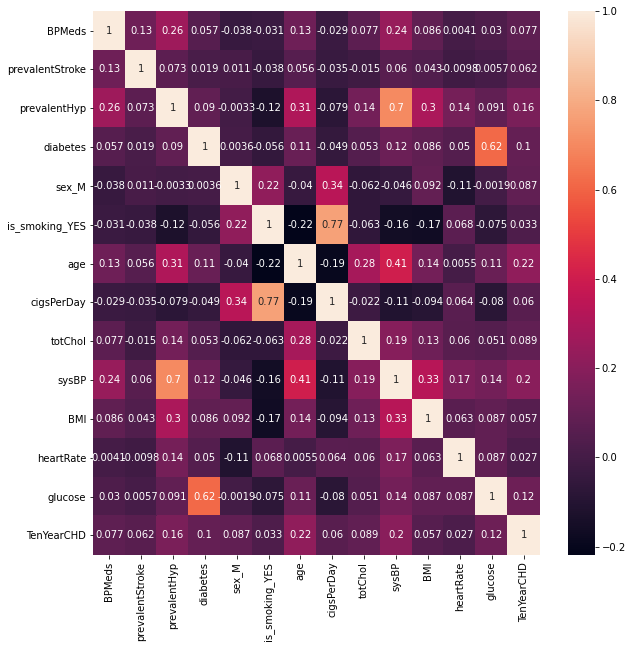 BPMeds 1 0.13 0.26 0.057 -0.038 -0.031 0.13 -0.029 0.077 0.24 0.086 0.0041 0.03 0.077
prevalentStroke 0.13 1 0.073 0.019 0.011 -0.038 0.056 -0.035 -0.015 0.06 0.043 -0.0098 0.0057 0.062
prevalentHyp 0.26 0.073 1 0.09 -0.0033 -0.12 0.31 -0.079 0.14 0.7 0.3 0.14 0.091 0.16
diabetes 0.057 0.019 0.09 1 0.0036 -0.056 0.11 -0.049 0.053 0.12 0.086 0.05 0.62 0.1
sex_M -0.038 0.011 -0.0033 0.0036 1 0.22 -0.04 0.34 -0.062 -0.046 0.092 -0.11 -0.0019 0.087
is_smoking_YES -0.031 -0.038 -0.12 -0.056 0.22 1 -0.22 0.77 -0.063 -0.16 -0.17 0.068 -0.075 0.033
age 0.13 0.056 0.31 0.11 -0.04 -0.22 1 -0.19 0.28 0.41 0.14 0.0055 0.11 0.22
cigsPerDay -0.029 -0.035 -0.079 -0.049 0.34 0.77 -0.19 1 -0.022 -0.11 -0.094 0.064 -0.08 0.06
totChol 0.077 -0.015 0.14 0.053 -0.062 -0.063 0.28 -0.022 1 0.19 0.13 0.06 0.051 0.089
sysBP 0.24 0.06 0.7 0.12 -0.046 -0.16 0.41 -0.11 0.19 1 0.33 0.17 0.14 0.2
BMI 0.086 0.043 0.3 0.086 0.092 -0.17 0.14 -0.094 0.13 0.33 1 0.063 0.087 0.057
heartRate 0.0041 -0.0098 0.14 0.05 -0.11 0.068 0.0055 0.064 0.06 0.17 0.063 1 0.087 0.027
glucose 0.03 0.0057 0.091 0.62 -0.0019 -0.075 0.11 -0.08 0.051 0.14 0.087 0.087 1 0.12
TenYearCHD 0.077 0.062 0.16 0.1 0.087 0.033 0.22 0.06 0.089 0.2 0.057 0.027 0.12 1
BPMeds prevalentStroke prevalentHyp diabetes sex_M is_smoking_YES age cigsPerDay totChol sysBP BMI heartRate glucose TenYearCHD
1.0
0.8
0.6
0.4
0.2
0.0
−0.2